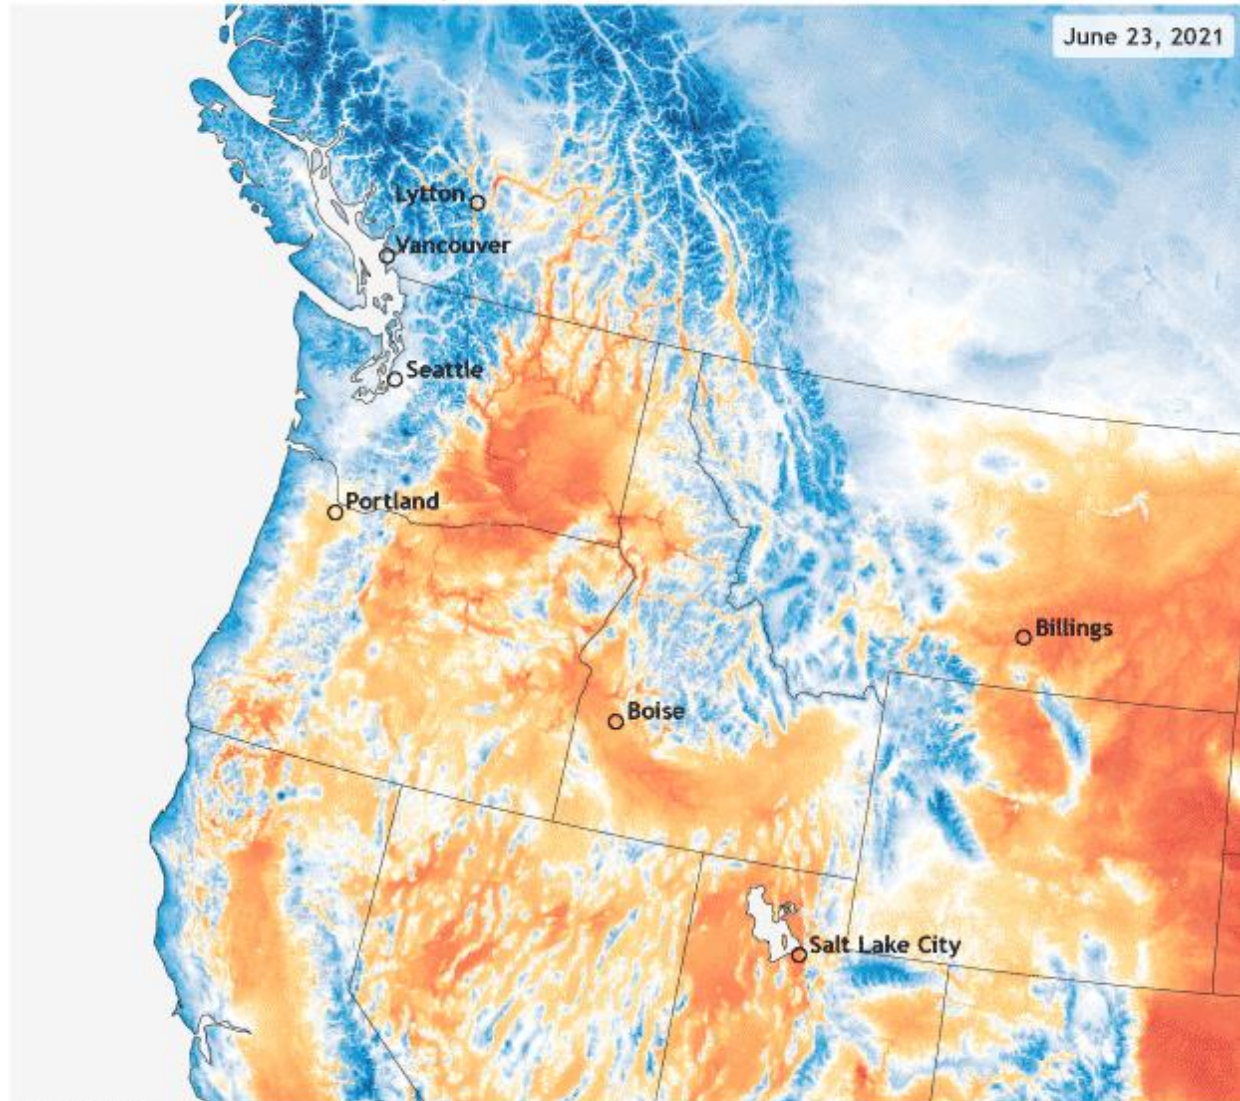 June 23, 2021
Lytton
Vancouver
Seattle
Portland
Billings
Boise
Salt Lake City